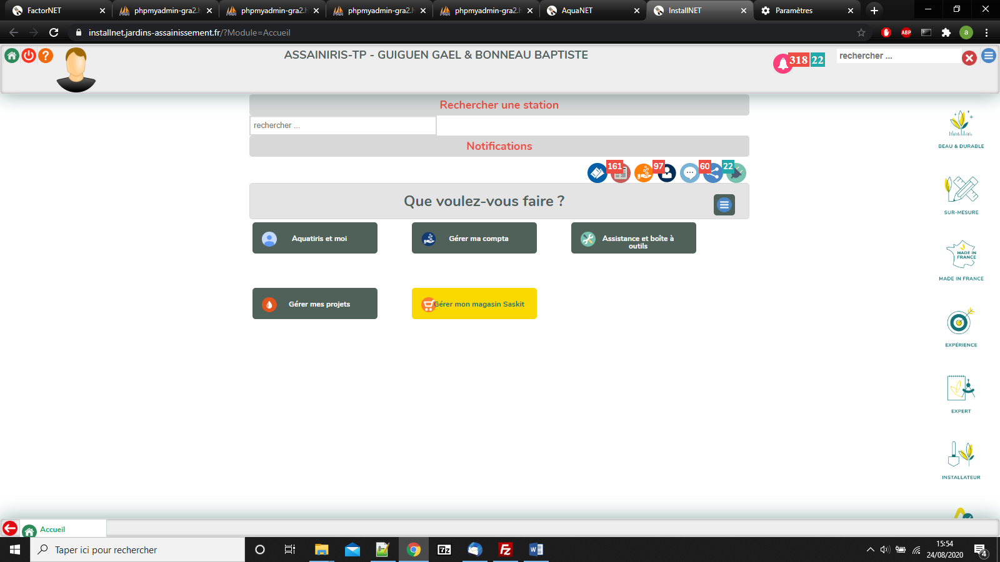 FactorNET
phpmyadmin-gra2.h
phpmyadmin-gra2.h
phpmyadmin-gra2.h
phpmyadmin-gra2.h
AquaNET
InstallNET
Paramètres
installnet.jardins-assainissement.fr/?Module=Accueil
ABP
a
ASSAINIRIS-TP - GUIGUEN GAEL & BONNEAU BAPTISTE
318 22
rechercher ...
Rechercher une station
rechercher ...
Notifications
161
97
60
22
Que voulez-vous faire ?
Aquatiris et moi
Gérer ma compta
Assistance et boîte à
outils
Gérer mes projets
Gérer mon magasin Saskit
BEAU & DURABLE
SUR-MESURE
MADE IN
FRANCE
MADE IN FRANCE
EXPÉRIENCE
EXPERT
INSTALLATEUR
Accueil
Taper ici pour rechercher
15:54
24/08/2020
4